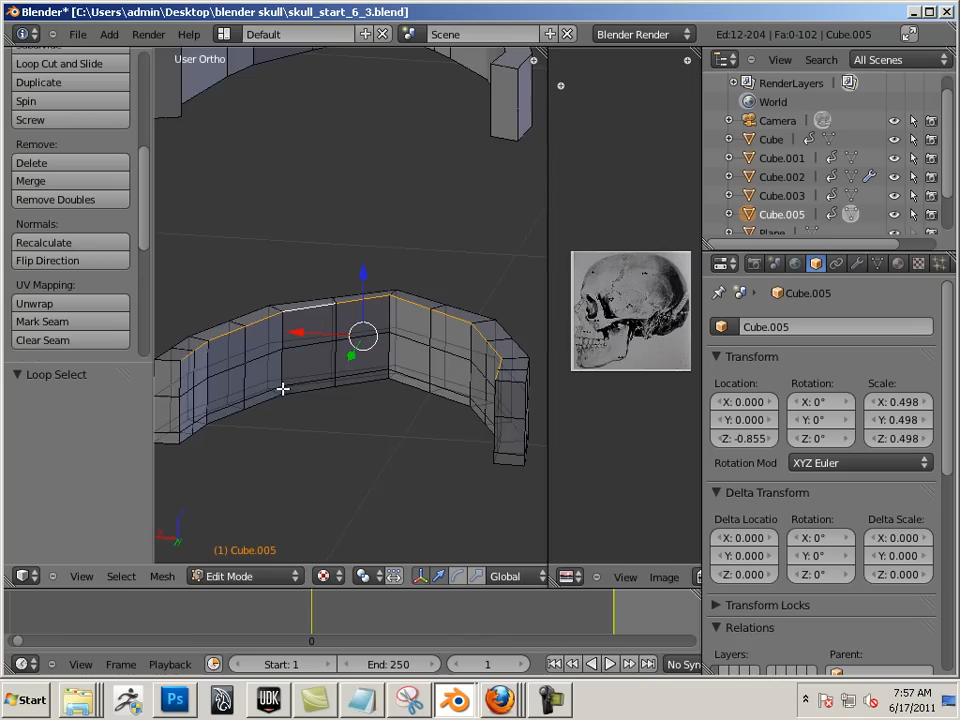 Blender* [C:\Users\admin\Desktop\blender skull\skull_start_6_3.blend]
File Add Render Help Default Scene Blender Render Ed:12-204 | Fa:0-102 | Cube.005
Loop Cut and Slide
Duplicate
Spin
Screw
Remove:
Delete
Merge
Remove Doubles
Normals:
Recalculate
Flip Direction
UV Mapping:
Unwrap
Mark Seam
Clear Seam
Loop Select
User Ortho
(1) Cube.005
View Select Mesh Edit Mode Global
View Image
View Search All Scenes
RenderLayers
World
Camera
Cube
Cube.001
Cube.002
Cube.003
Cube.005
Plane
Cube.005
Cube.005
Transform
Location: Rotation: Scale:
X: 0.000 X: 0° X: 0.498
Y: 0.000 Y: 0° Y: 0.498
Z: -0.855 Z: 0° Z: 0.498
Rotation Mod XYZ Euler
Delta Transform
Delta Locatio Rotation: Delta Scale:
X: 0.000 X: 0° X: 0.000
Y: 0.000 Y: 0° Y: 0.000
Z: 0.000 Z: 0° Z: 0.000
Transform Locks
Relations
Layers: Parent:
0
View Frame Playback Start: 1 End: 250 1 No Syn
Start Ps UDK 7:57 AM
6/17/2011